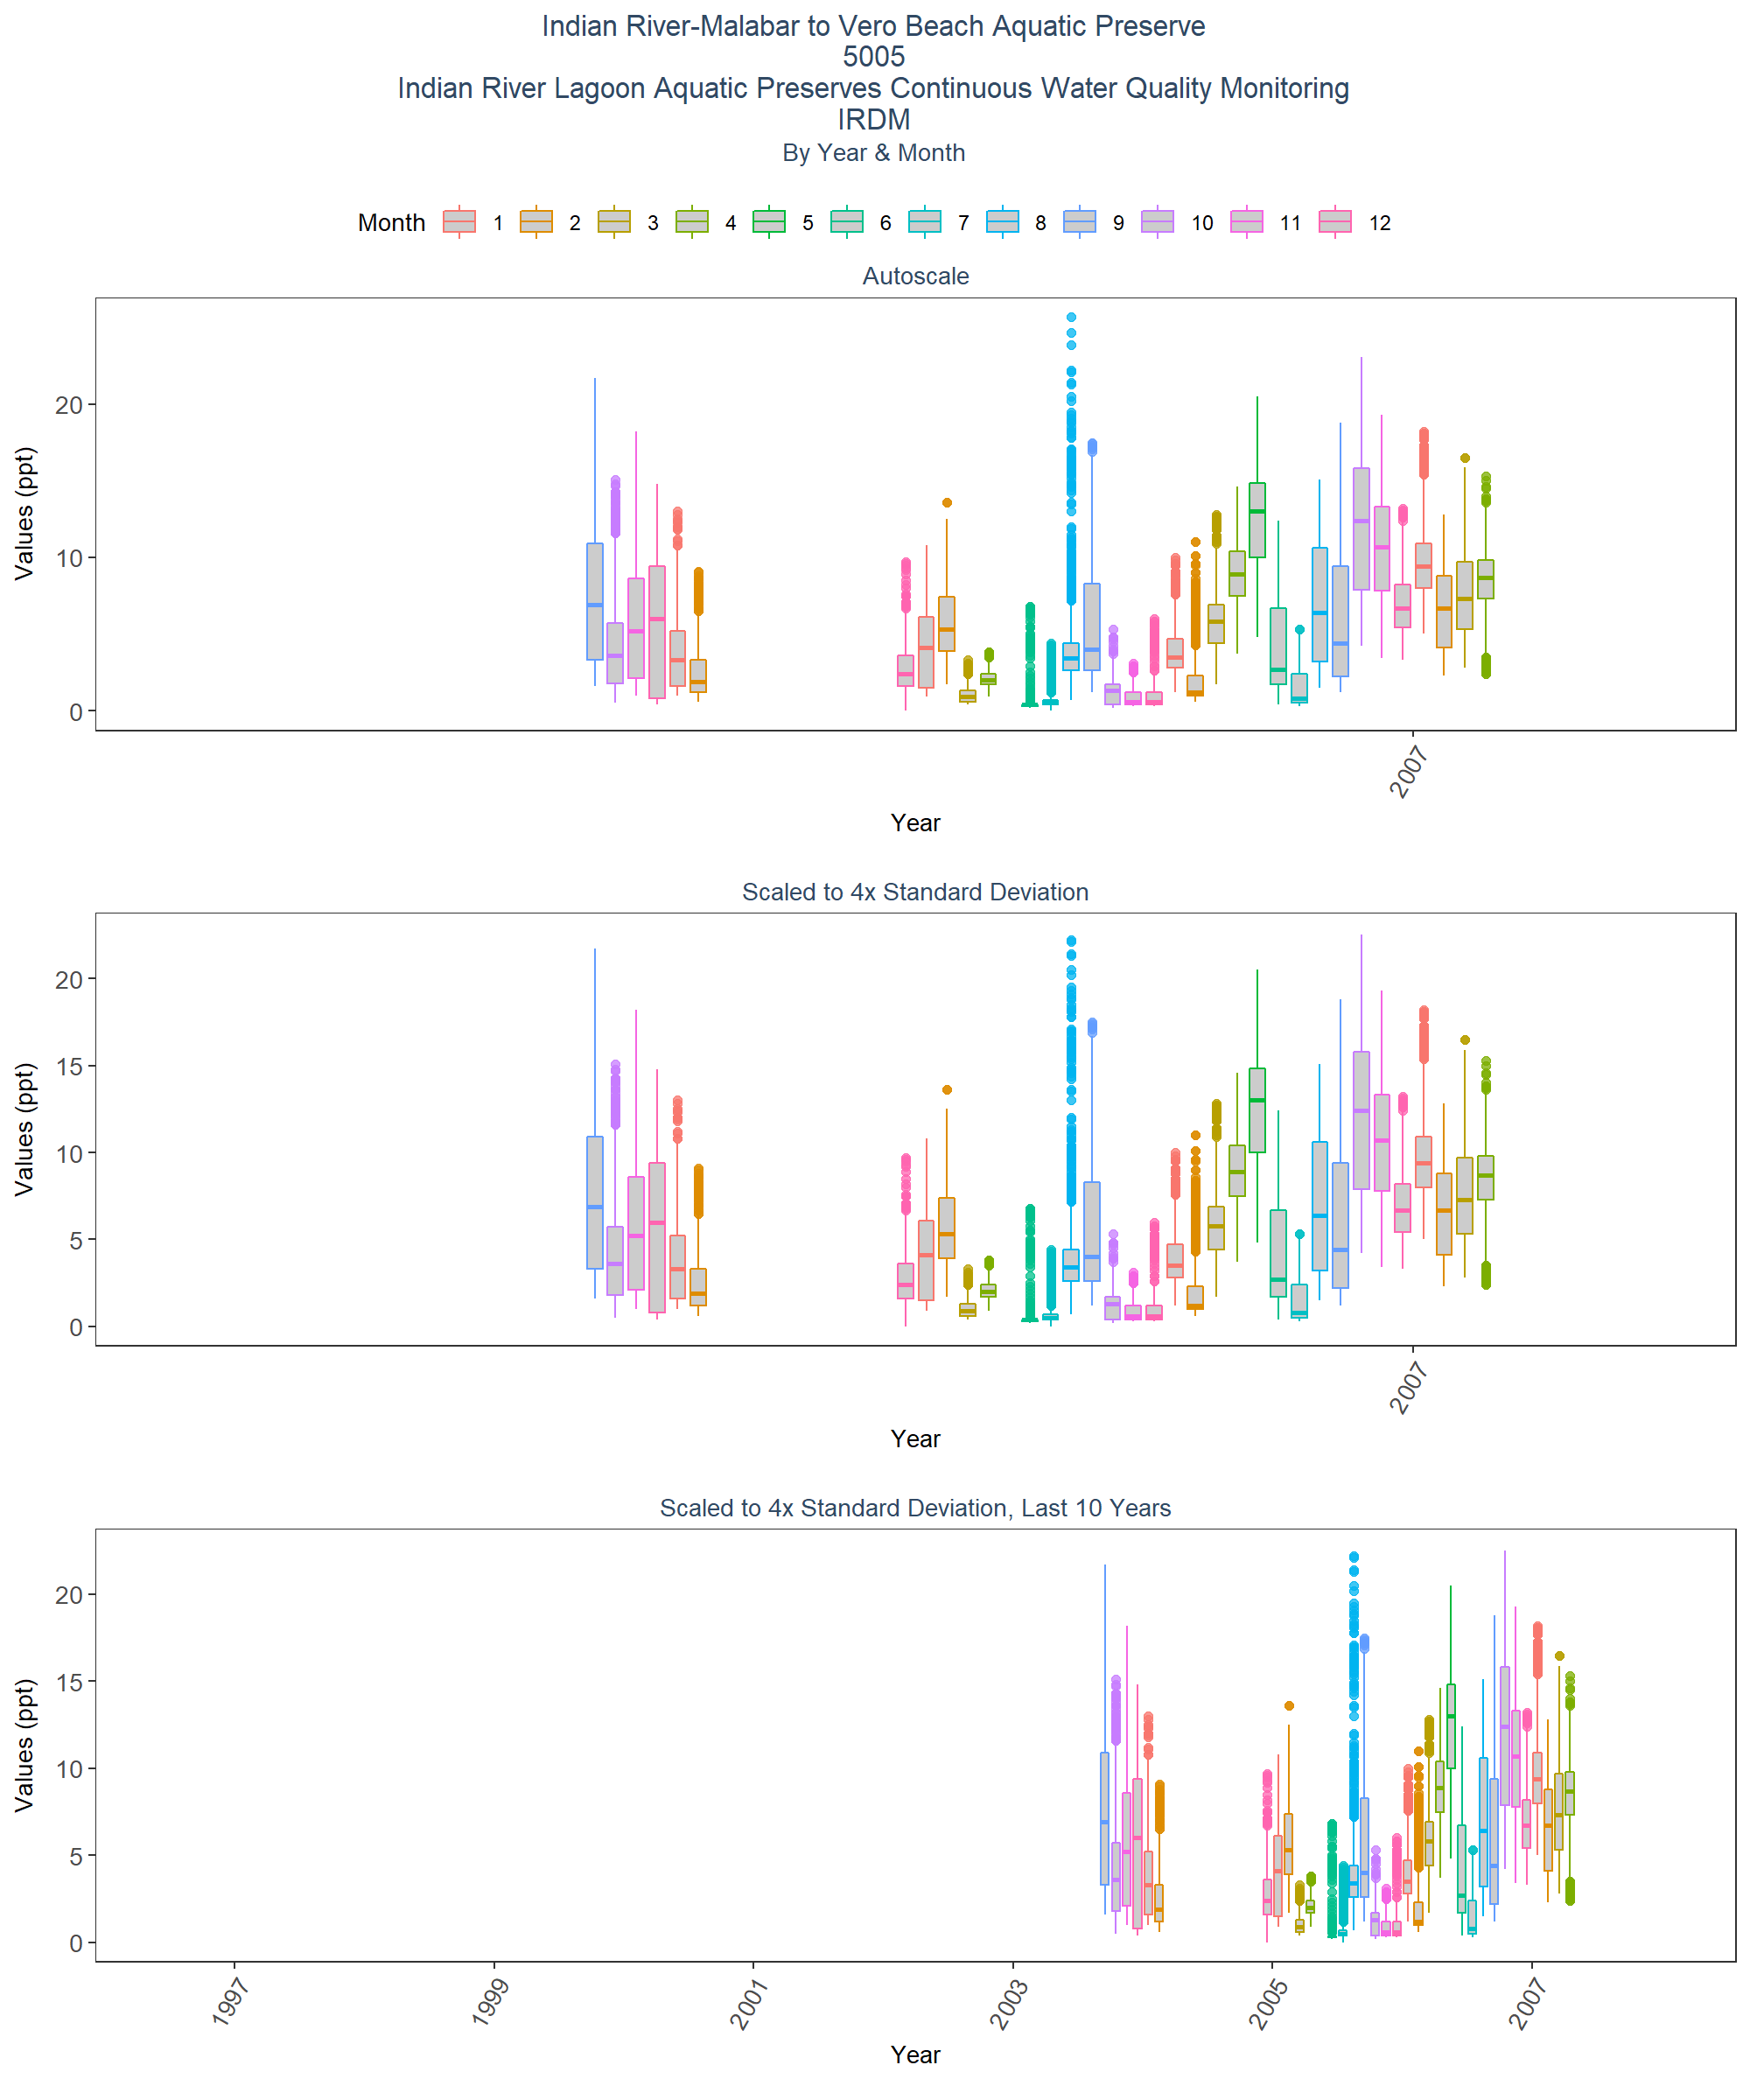 Indian River-Malabar to Vero Beach Aquatic Preserve
5005
Indian River Lagoon Aquatic Preserves Continuous Water Quality Monitoring
IRDM
By Year & Month
Month 1 2 3 4 5 6 7 8 9 10 11 12
Autoscale
Values (ppt)
20
10
0
2007
Year
Scaled to 4x Standard Deviation
Values (ppt)
20
15
10
5
0
2007
Year
Scaled to 4x Standard Deviation, Last 10 Years
Values (ppt)
20
15
10
5
0
1997 1999 2001 2003 2005 2007
Year